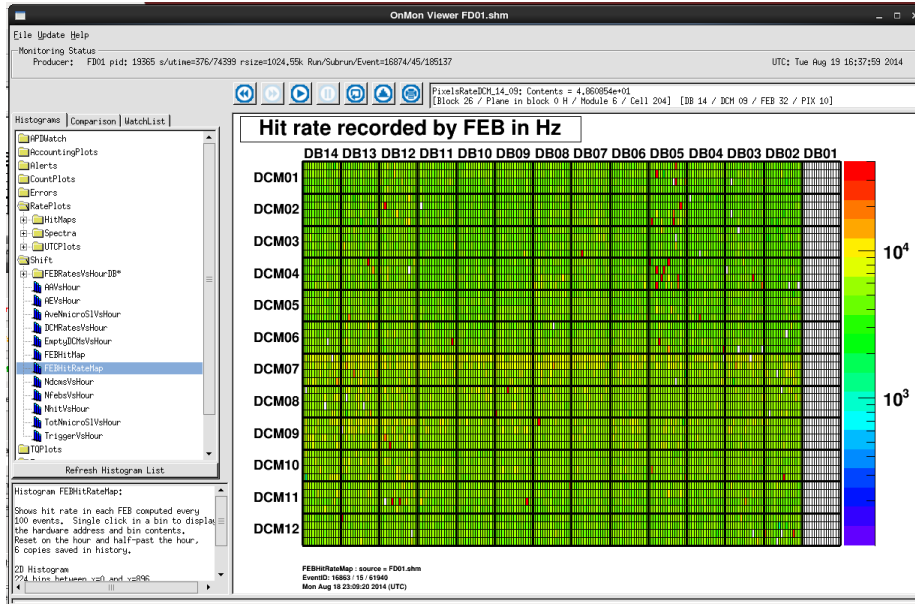 OnMon Viewer FD01.shm
File Update Help
Monitoring Status
Producer: FD01 pid: 19365 s/utime=376/74399 rsize=1024,55k Run/Subrun/Event=16874/45/185137
UTC: Tue Aug 19 16:37:59 2014
PixelsRateDCM_14_09: Contents = 4.860854e+01
[Block 26 / Plane in block 0 H / Module 6 / Cell 204] [DB 14 / DCM 09 / FEB 32 / PIX 10]
Histograms Comparison WatchList
APDWatch
AccountingPlots
Alerts
CountPlots
Errors
RatePlots
HitMaps
Spectra
UTCPlots
Shift
FEBRatesVsHourDB*
AAVsHour
AEVsHour
AveNmicroSlVsHour
DCMRatesVsHour
EmptyDCMsVsHour
FEBHitMap
FEBHitRateMap
NdcmsVsHour
NfebsVsHour
NhitVsHour
TotNmicroSlVsHour
TriggerVsHour
TQPlots
Refresh Histogram List
Histogram FEBHitRateMap:
Shows hit rate in each FEB computed every
100 events. Single click in a bin to display
the hardware address and bin contents.
Reset on the hour and half-past the hour,
6 copies saved in history.
2D Histogram
224 bins between x=0 and x=896
Hit rate recorded by FEB in Hz
DB14 DB13 DB12 DB11 DB10 DB09 DB08 DB07 DB06 DB05 DB04 DB03 DB02 DB01
DCM01
DCM02
DCM03
DCM04
DCM05
DCM06
DCM07
DCM08
DCM09
DCM10
DCM11
DCM12
10⁴
10³
FEBHitRateMap : source = FD01.shm
EventID: 16863 / 15 / 61940
Mon Aug 18 23:09:20 2014 (UTC)